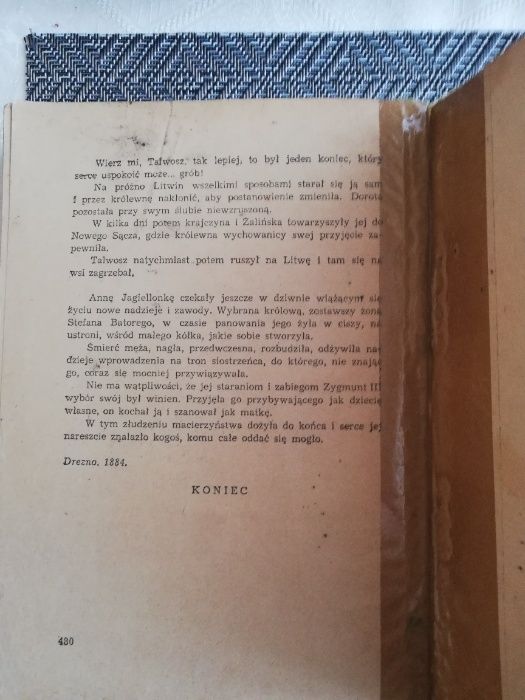 Wierz mi, Talwosz, tak lepiej, to był jeden koniec, który
serce uspokoić może... grób!
Na próżno Litwin wszelkimi sposobami starał się ją sam
i przez królewnę nakłonić, aby postanowienie zmieniła. Dorota
pozostała przy swym ślubie niewzruszoną.
W kilka dni potem krajczyna i Żalińska towarzyszyły jej do
Nowego Sącza, gdzie królewna wychowanicy swej przyjęcie za-
pewniła.
Talwosz natychmiast potem ruszył na Litwę i tam się na
wsi zagrzebał.
Annę Jagiellonkę czekały jeszcze w dziwnie wiążącym się
życiu nowe nadzieje i zawody. Wybrana królową, zostawszy żoną
Stefana Batorego, w czasie panowania jego żyła w ciszy, na
ustroni, wśród małego kółka, jakie sobie stworzyła.
Śmierć męża, nagła, przedwczesna, rozbudziła, odżywiła na-
dzieje wprowadzenia na tron siostrzeńca, do którego, nie znając
go, coraz się mocniej przywiązywała.
Nie ma wątpliwości, że jej staraniom i zabiegom Zygmunt III
wybór swój był winien. Przyjęła go przybywającego jak dziecię
własne, on kochał ją i szanował jak matkę.
W tym złudzeniu macierzyństwa dożyła do końca i serce jej
nareszcie znalazło kogoś, komu całe oddać się mogło.
Drezno, 1884.
KONIEC
480